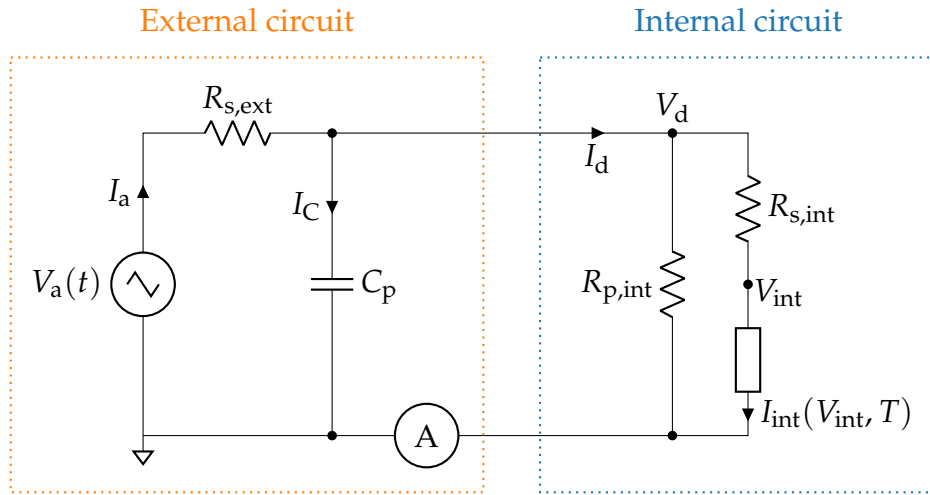 External circuit
Internal circuit
R_s,ext
V_d
I_a
I_C
I_d
R_s,int
V_a(t)
C_p
R_p,int
V_int
A
I_int(V_int, T)